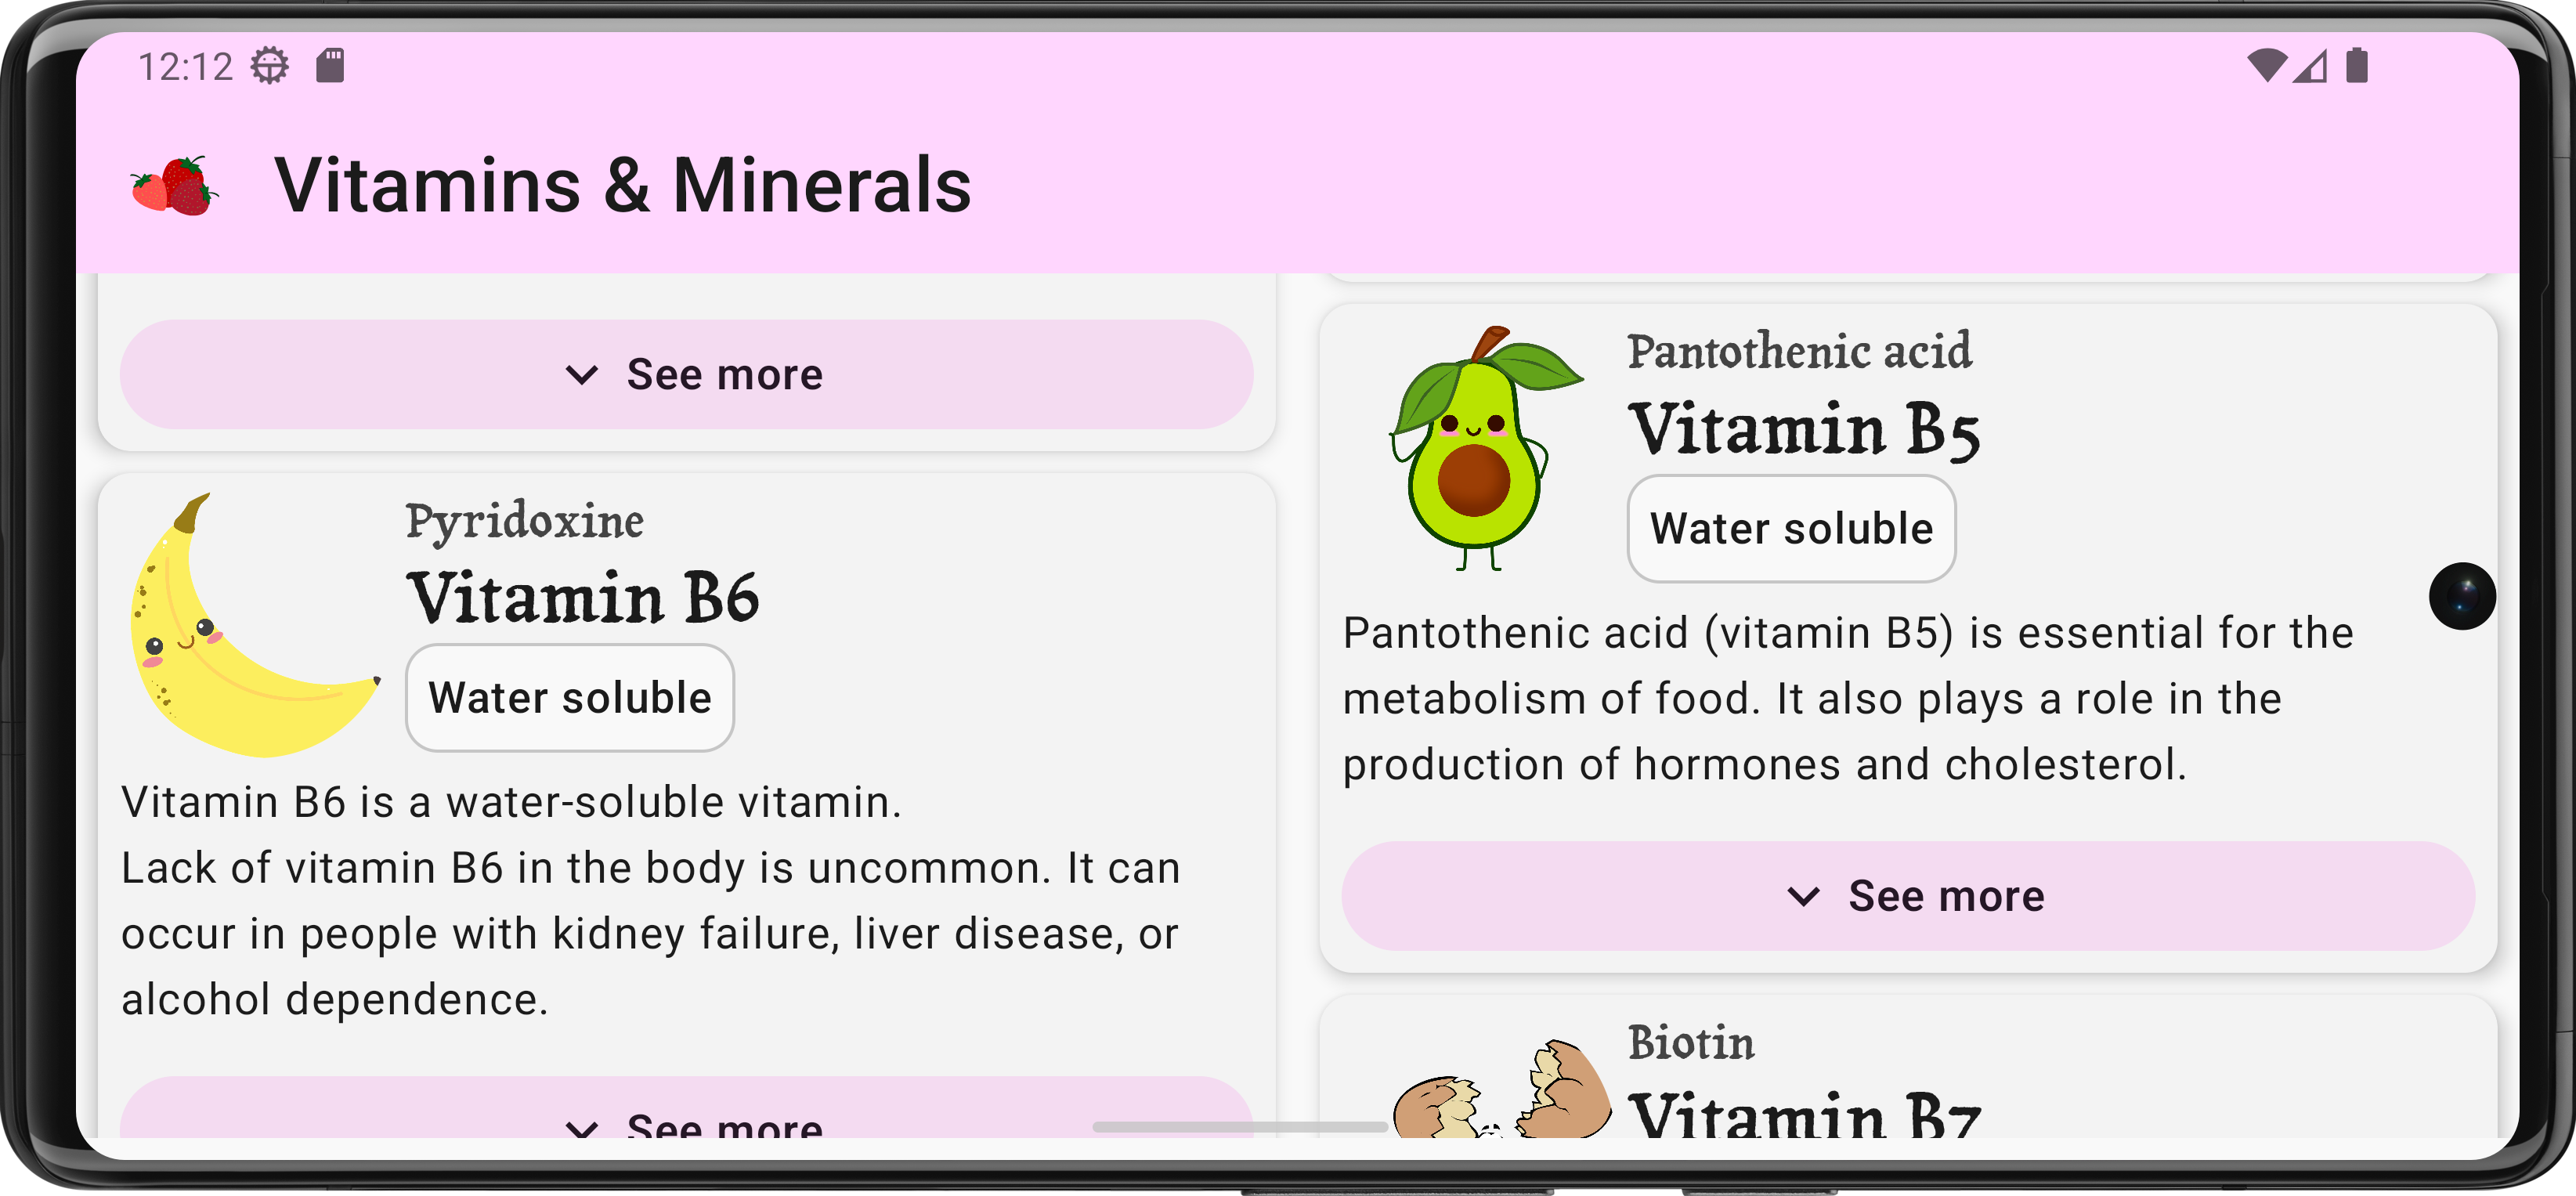 12:12
Vitamins & Minerals
See more
Pyridoxine
Vitamin B6
Water soluble
Vitamin B6 is a water-soluble vitamin.
Lack of vitamin B6 in the body is uncommon. It can
occur in people with kidney failure, liver disease, or
alcohol dependence.
See more
Pantothenic acid
Vitamin B5
Water soluble
Pantothenic acid (vitamin B5) is essential for the
metabolism of food. It also plays a role in the
production of hormones and cholesterol.
See more
Biotin
Vitamin B7